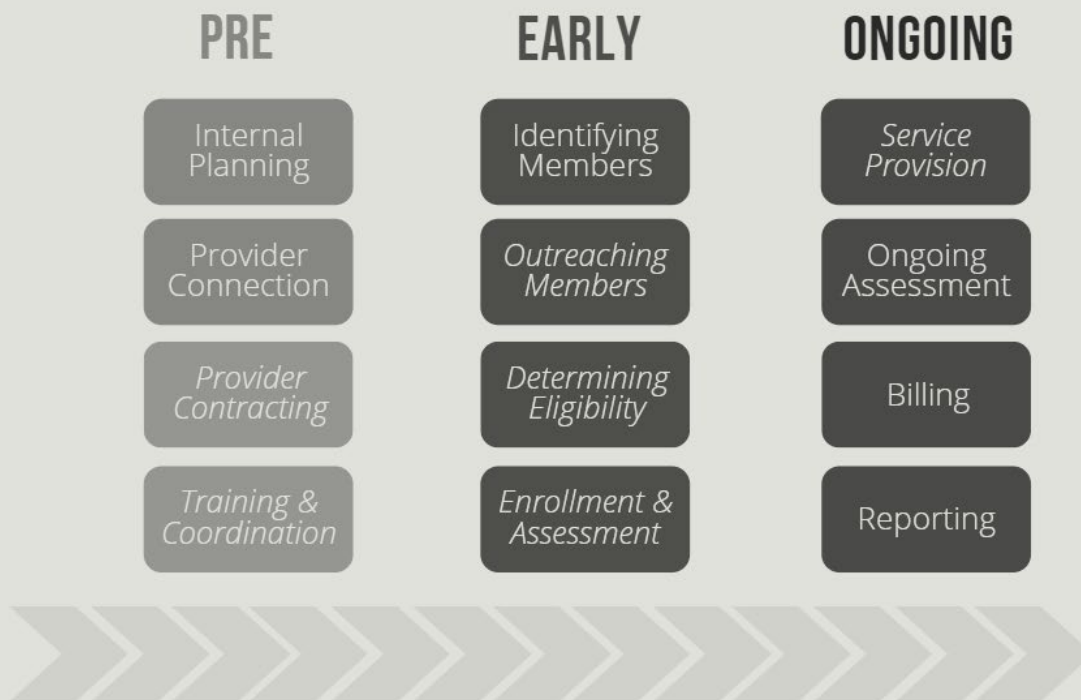 PRE
Internal
Planning
Provider
Connection
Provider
Contracting
Training &
Coordination
EARLY
Identifying
Members
Outreaching
Members
Determining
Eligibility
Enrollment &
Assessment
ONGOING
Service
Provision
Ongoing
Assessment
Billing
Reporting